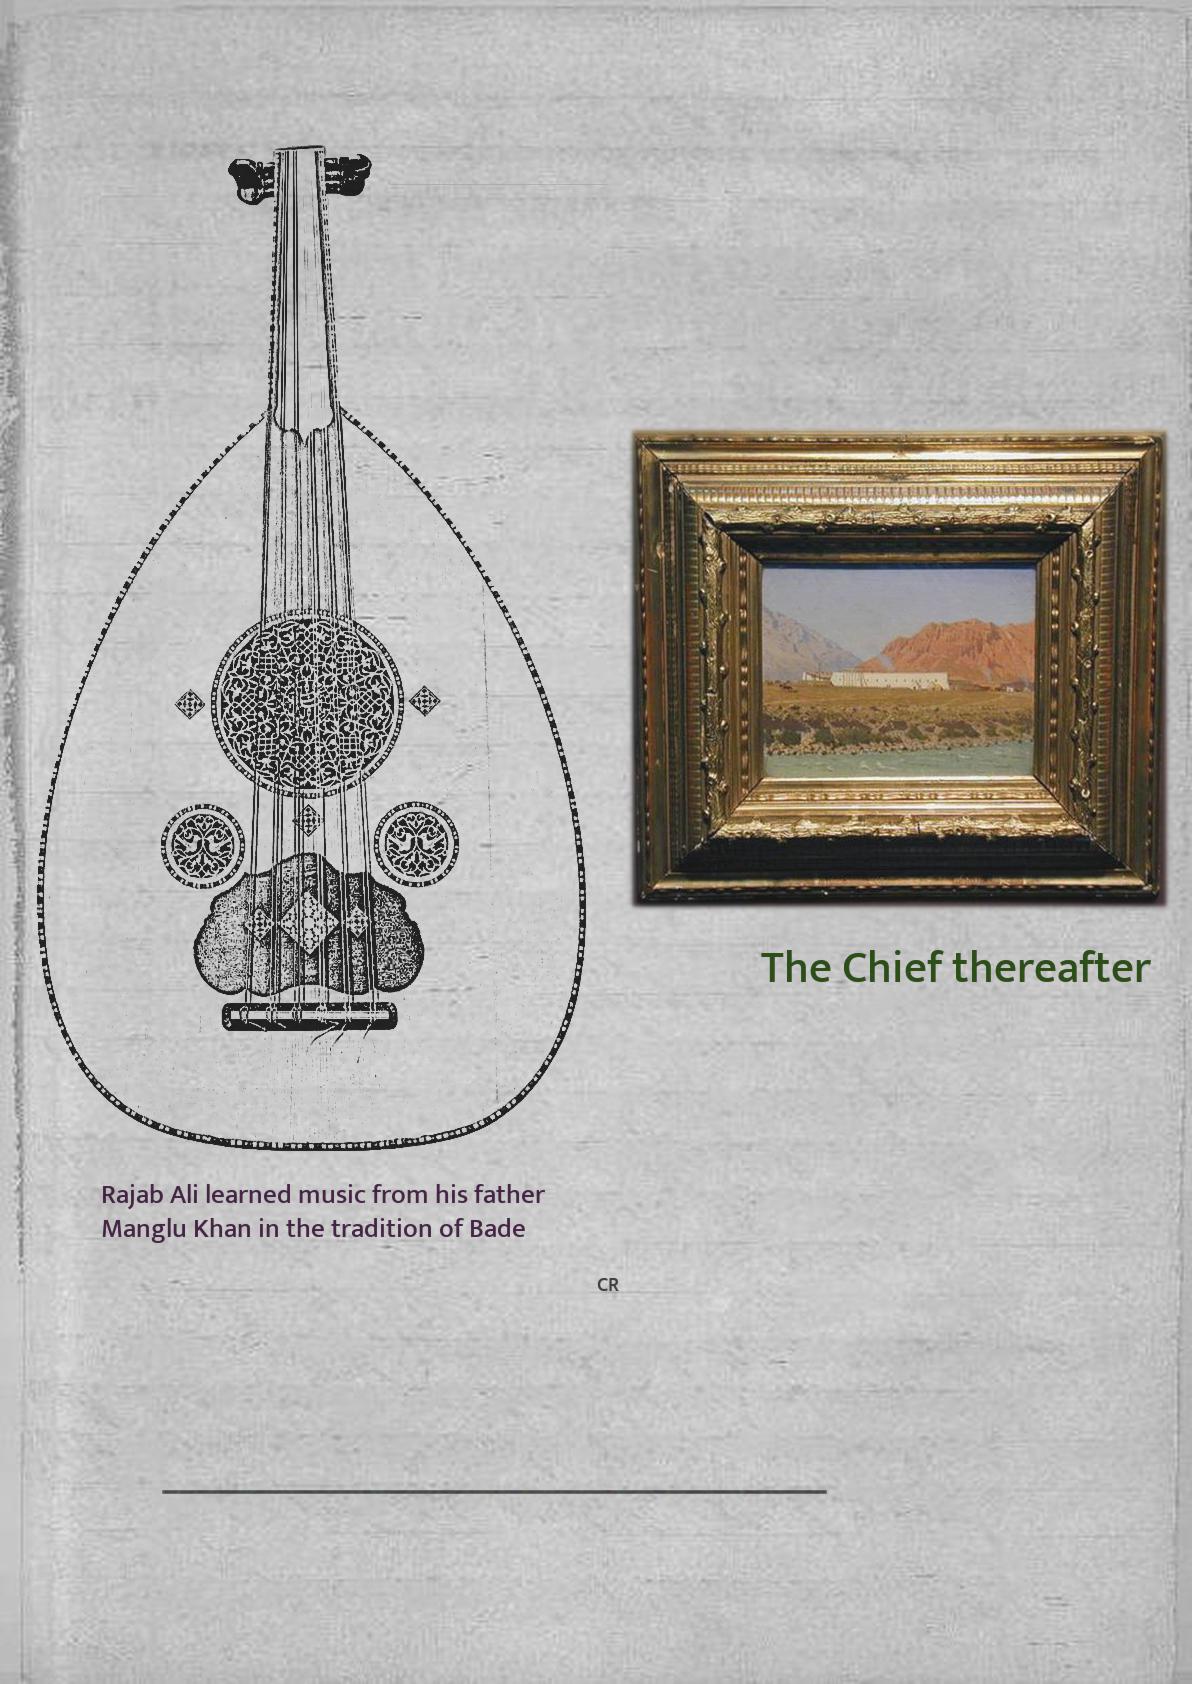 The Chief thereafter
Rajab Ali learned music from his father
Manglu Khan in the tradition of Bade
CR